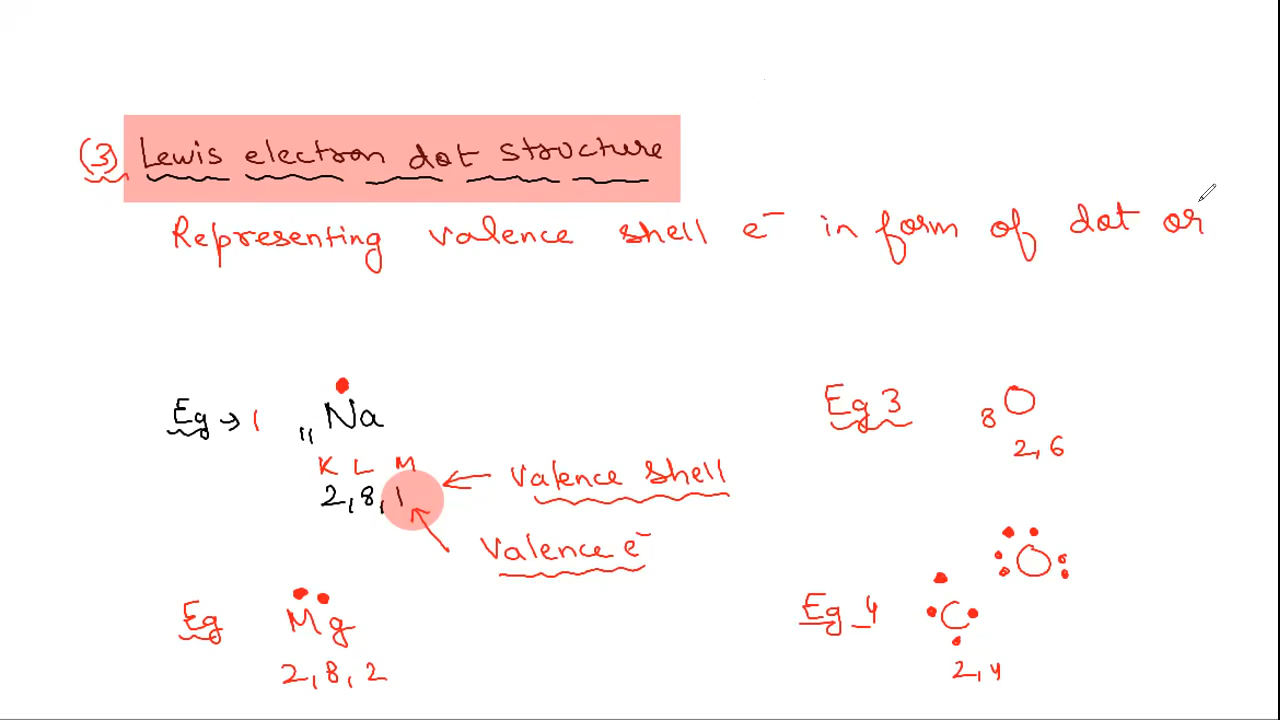 (3) Lewis electron dot structure
Representing valence shell e⁻ in form of dot or
Eg → 1 ₁₁Na
K L M
2,8,1
Valence shell
Valence e⁻
Eg Mg
2,8,2
Eg 3 ₈O
2,6
O
Eg 4 C
2,4